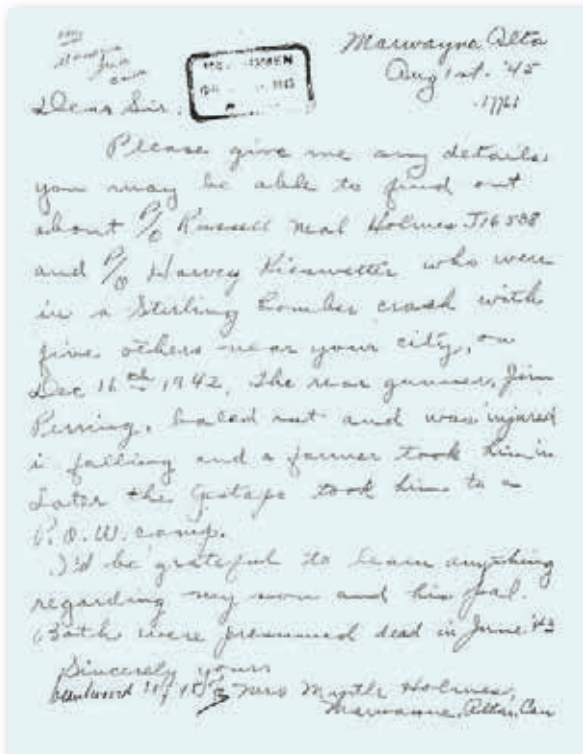 Marwayne Alta
Aug 1st. '45
Dear Sir,
Please give me any details
you may be able to find out
about P/O Russell Neal Holmes J16508
and P/O Harvey Kieswetter who were
in a Sterling bomber crash with
five others near your city, on
Dec 16th 1942. The rear gunner, Jim
Perring, baled out and was injured
i falling and a farmer took him in
Later the Gestapo took him to a
P.O.W. camp.
I'd be grateful to learn anything
regarding my son and his pal.
Both were presumed dead in June '43
Sincerely yours
Mrs Myrtle Holmes,
Marwayne, Alta, Can